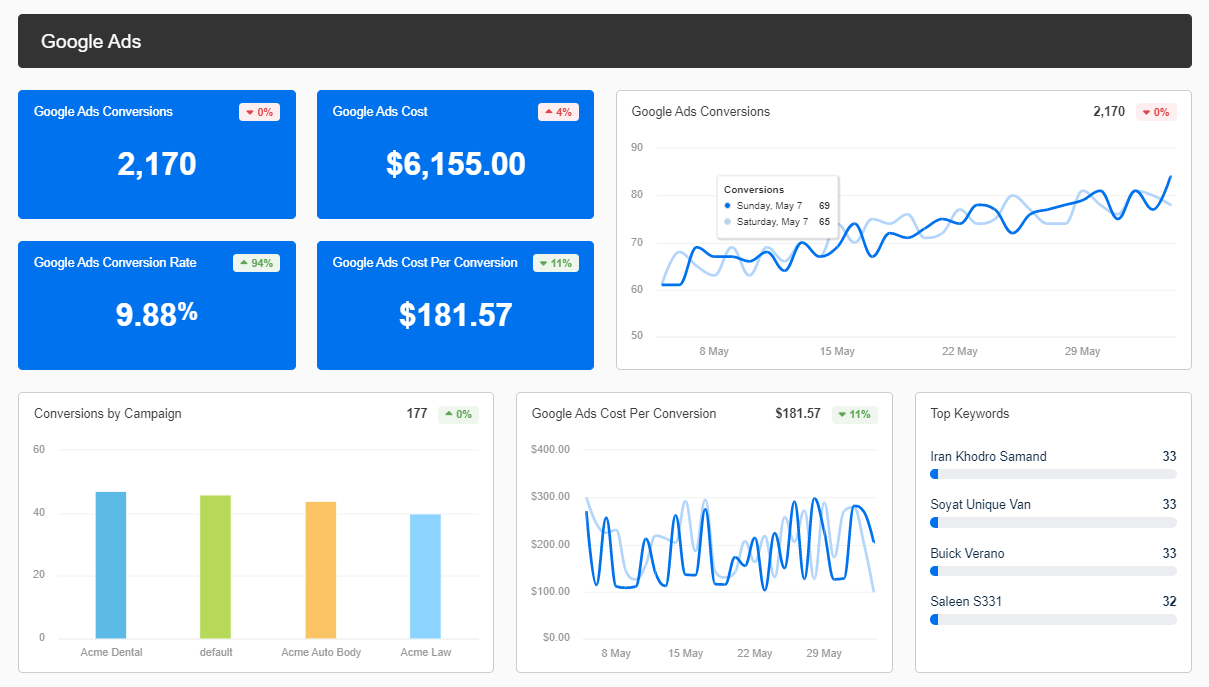 Google Ads
Google Ads Conversions
0%
2,170
Google Ads Cost
4%
$6,155.00
Google Ads Conversion Rate
94%
9.88%
Google Ads Cost Per Conversion
11%
$181.57
Google Ads Conversions
2,170
0%
90
80
70
60
50
Conversions
Sunday, May 7 69
Saturday, May 7 65
8 May
15 May
22 May
29 May
Conversions by Campaign
177
0%
60
40
20
0
Acme Dental
default
Acme Auto Body
Acme Law
Google Ads Cost Per Conversion
$181.57
11%
$400.00
$300.00
$200.00
$100.00
$0.00
8 May
15 May
22 May
29 May
Top Keywords
Iran Khodro Samand 33
Soyat Unique Van 33
Buick Verano 33
Saleen S331 32